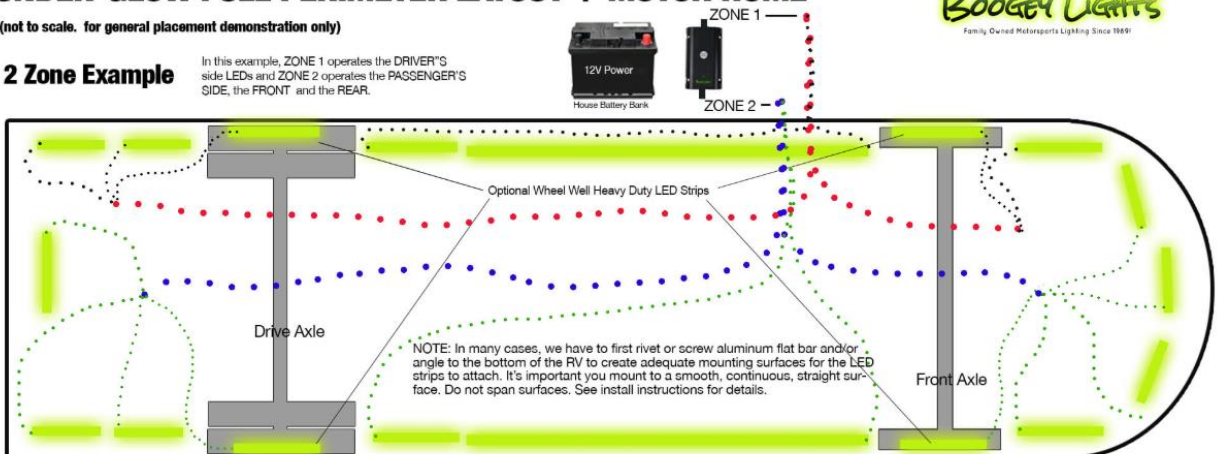 (not to scale. for general placement demonstration only)
BOOGEY LIGHTS
Family Owned Motorsports Lighting Since 1989!
2 Zone Example
In this example, ZONE 1 operates the DRIVER"S
side LEDs and ZONE 2 operates the PASSENGER'S
SIDE, the FRONT and the REAR.
12V Power
House Battery Bank
ZONE 1
ZONE 2
Optional Wheel Well Heavy Duty LED Strips
Drive Axle
NOTE: In many cases, we have to first rivet or screw aluminum flat bar and/or
angle to the bottom of the RV to create adequate mounting surfaces for the LED
strips to attach. It's important you mount to a smooth, continuous, straight sur-
face. Do not span surfaces. See install instructions for details.
Front Axle